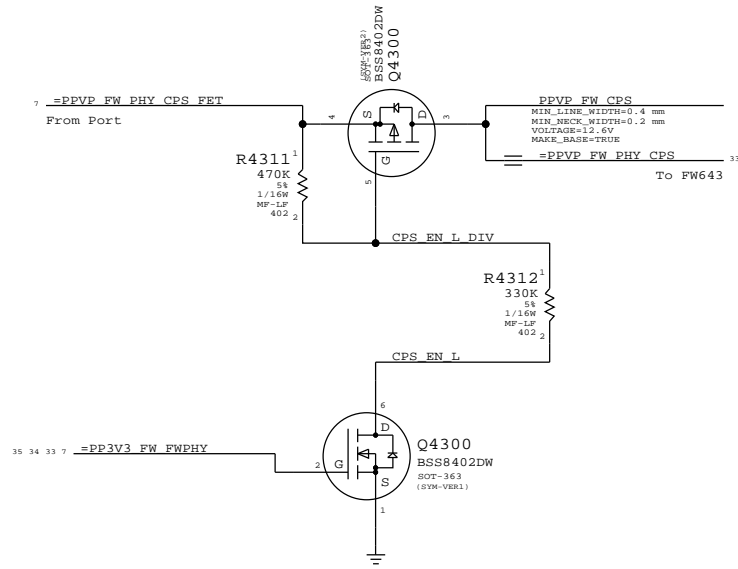 (SYM-VER2)
SOT-363
BSS8402DW
Q4300
7 =PPVP_FW_PHY_CPS_FET
From Port
4
S
D
3
G
5
PPVP_FW_CPS
MIN_LINE_WIDTH=0.4 mm
MIN_NECK_WIDTH=0.2 mm
VOLTAGE=12.6V
MAKE_BASE=TRUE
=PPVP_FW_PHY_CPS
To FW643
R4311
1
470K
5%
1/16W
MF-LF
402
2
CPS_EN_L_DIV
R4312
1
330K
5%
1/16W
MF-LF
402
2
CPS_EN_L
6
D
35 34 33 7 =PP3V3_FW_FWPHY
2
G
S
1
Q4300
BSS8402DW
SOT-363
(SYM-VER1)